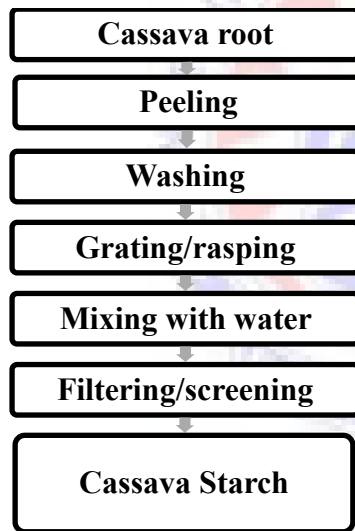 Cassava root
Peeling
Washing
Grating/rasping
Mixing with water
Filtering/screening
Cassava Starch